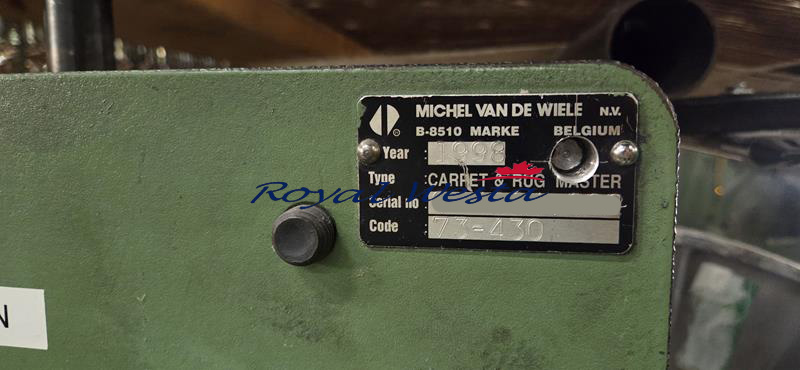 MICHEL VAN DE WIELE N.V.
B-8510 MARKE BELGIUM
Year : 1998
Type : CARPET & RUG MASTER
Royal Westa
Serial no :
Code : 73-430
N